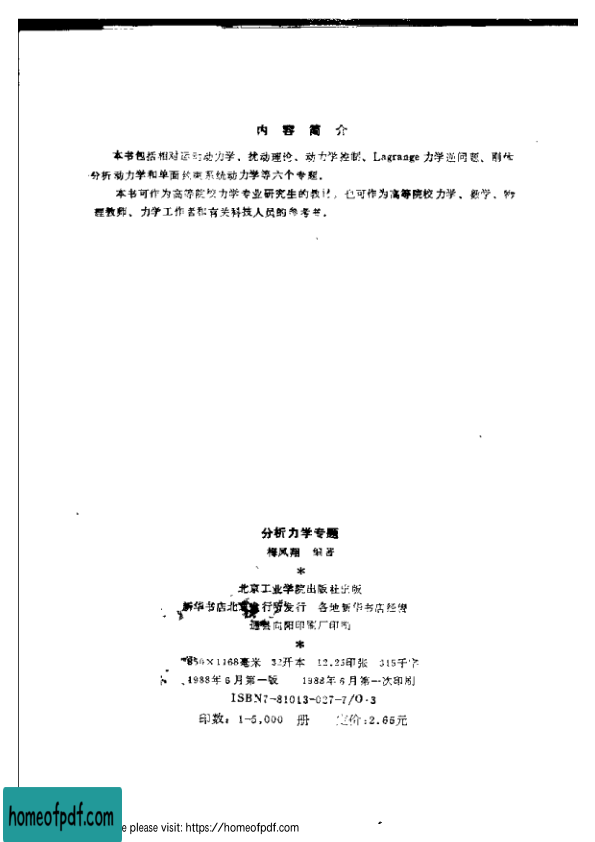 内 容 简 介
本书包括相对运动动力学、扰动理论、动力学控制、Lagrange 力学逆问题、刚体
分析动力学和单面约束系统动力学等六个专题。
本书可作为高等院校力学专业研究生的教材，也可作为高等院校力学、数学、物
理教师、力学工作者和有关科技人员的参考书。
分析力学专题
梅凤翔 编著
*
北京工业学院出版社出版
新华书店北京发行所发行 各地新华书店经售
通县向阳印刷厂印刷
*
850×1168毫米 32开本 12.25印张 315千字
1988年6月第一版 1988年6月第一次印刷
ISBN7-81013-027-7/O·3
印数：1-5,000 册 定价:2.65元
homeofpdf.com
e please visit: https://homeofpdf.com